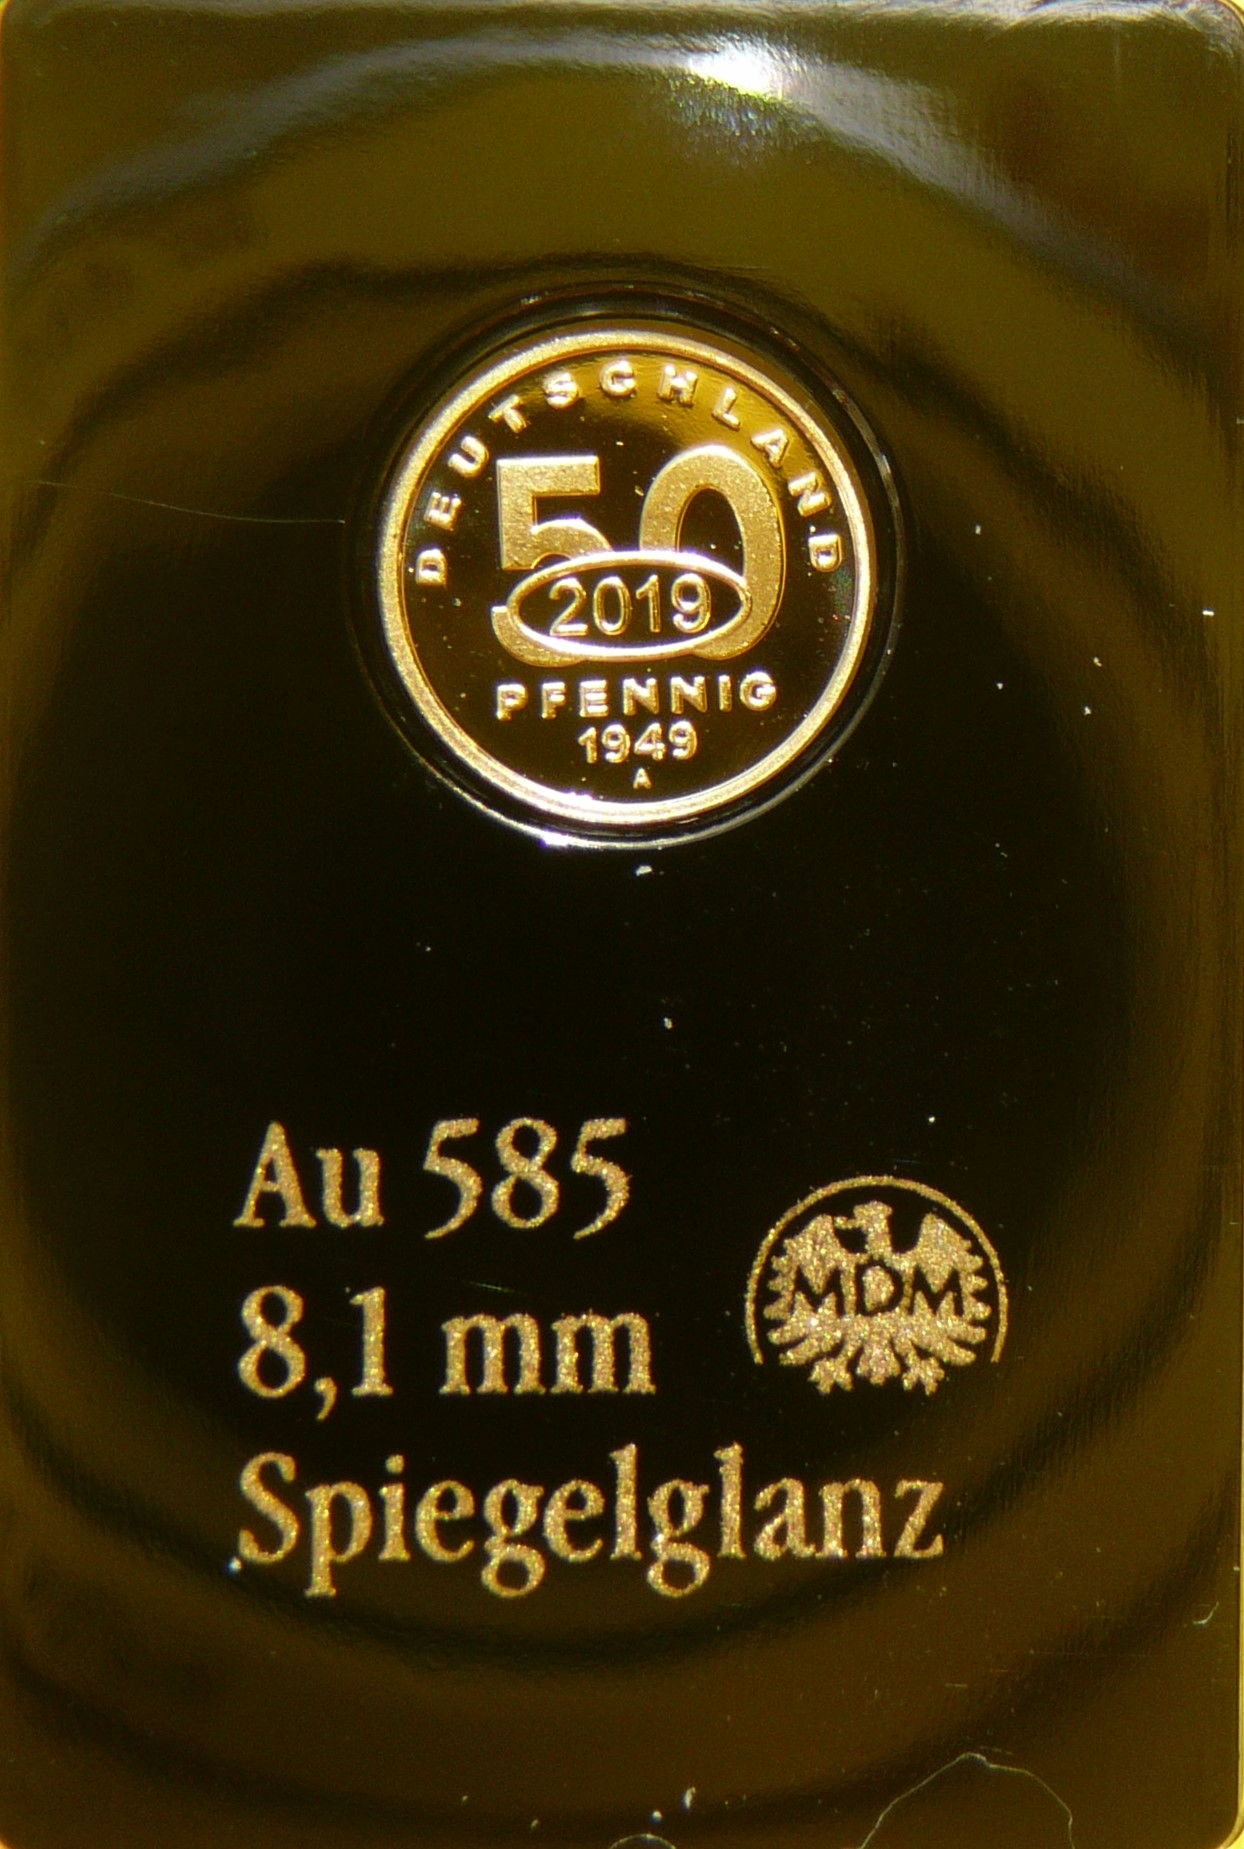 DEUTSCHLAND
50
2019
PFENNIG
1949
A
Au 585
8,1 mm
MDM
Spiegelglanz